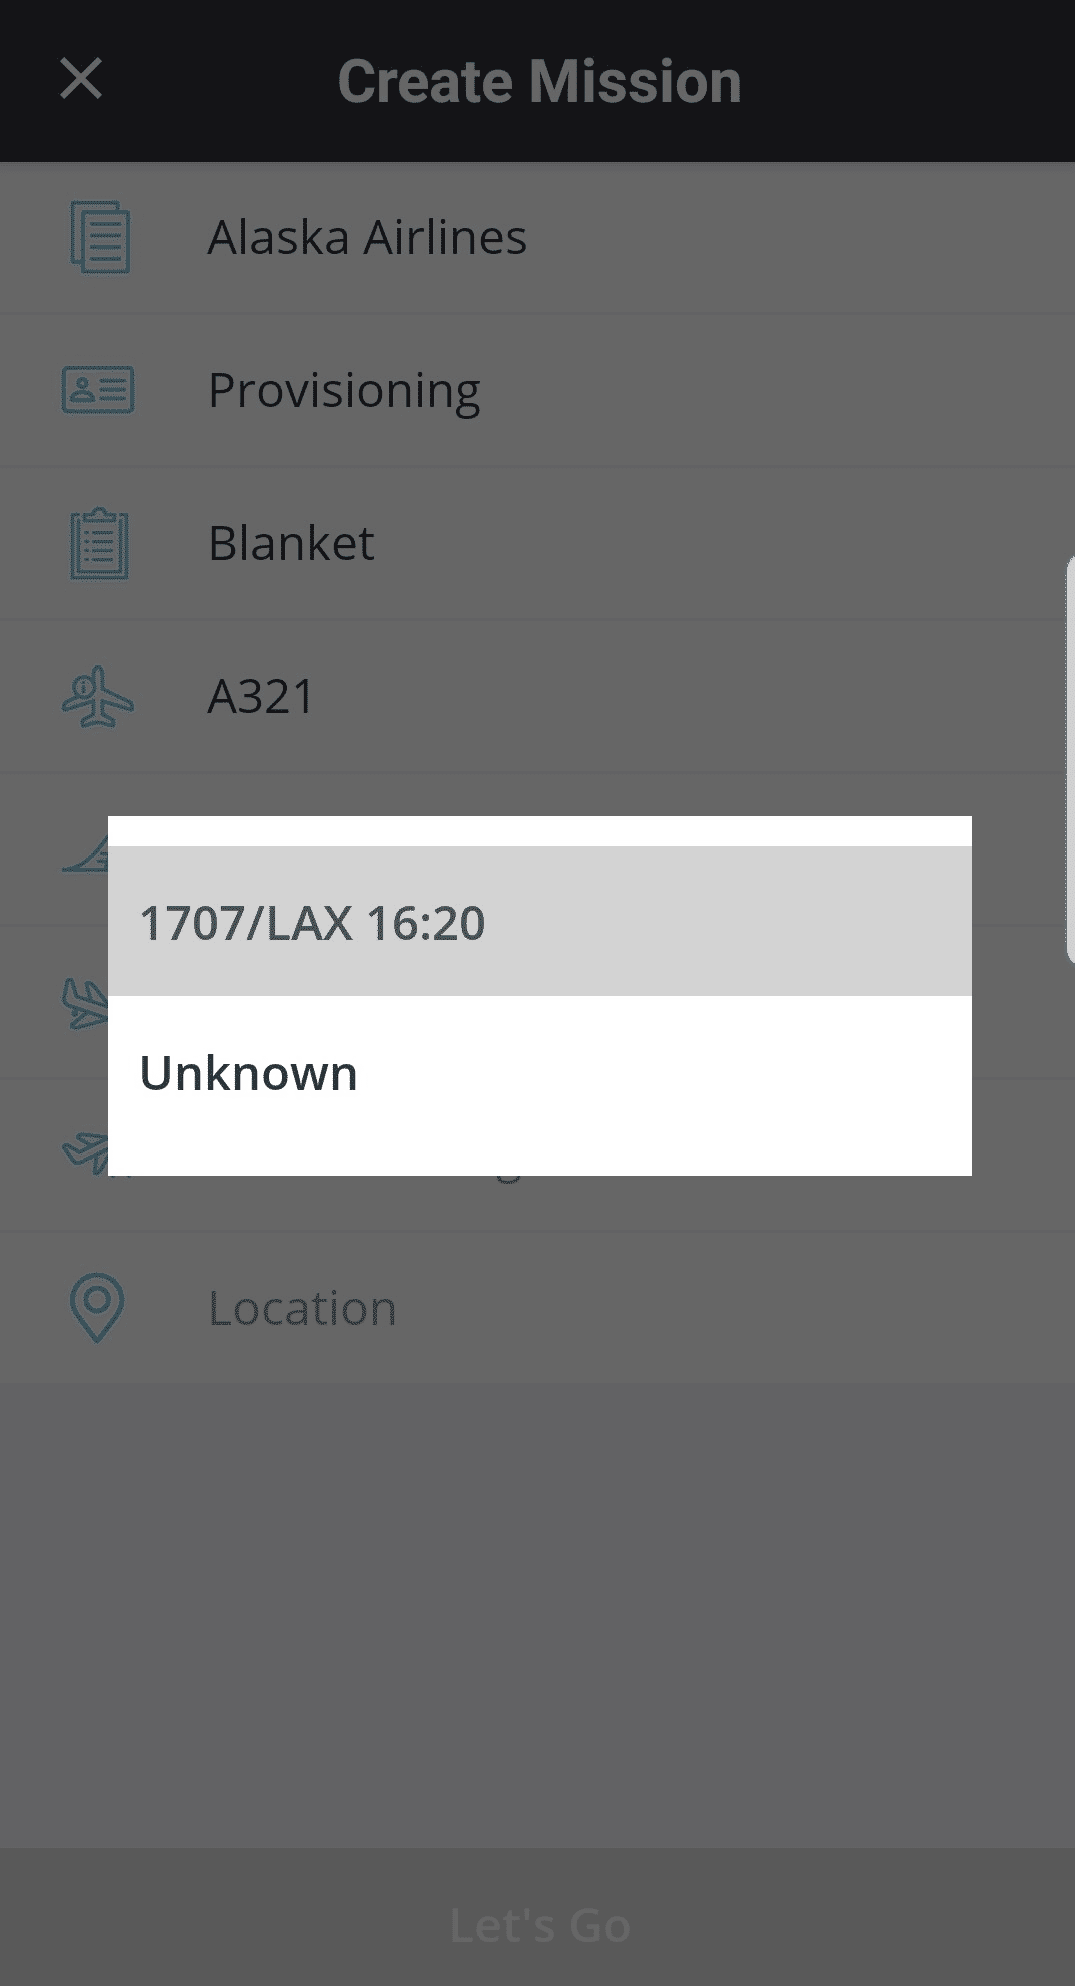 Create Mission
Alaska Airlines
Provisioning
Blanket
A321
1707/LAX 16:20
Unknown
Location
Let's Go